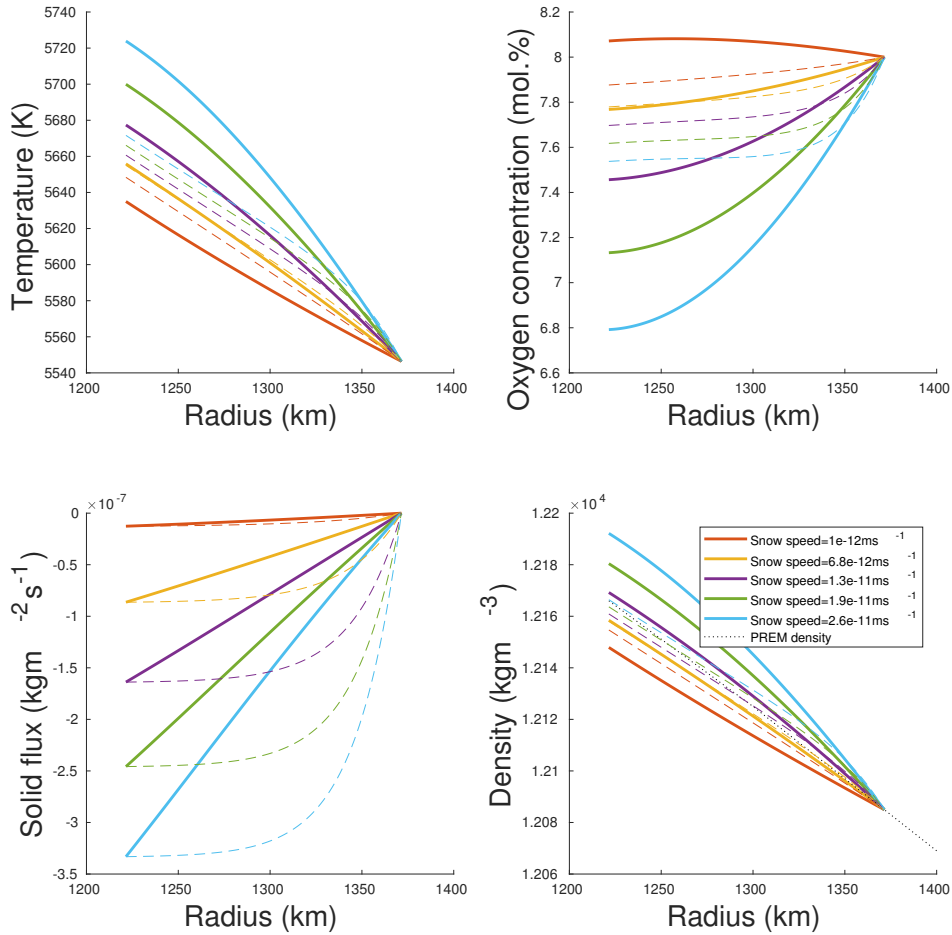 5740
5720
5700
5680
5660
5640
5620
5600
5580
5560
5540
Temperature (K)
1200 1250 1300 1350 1400
Radius (km)
8.2
8
7.8
7.6
7.4
7.2
7
6.8
6.6
Oxygen concentration (mol.%)
1200 1250 1300 1350 1400
Radius (km)
×10-7
0
-0.5
-1
-1.5
-2
-2.5
-3
-3.5
Solid flux (kgm-2s-1)
1200 1250 1300 1350 1400
Radius (km)
×104
1.22
1.218
1.216
1.214
1.212
1.21
1.208
1.206
Density (kgm-3)
Snow speed=1e-12ms-1
Snow speed=6.8e-12ms-1
Snow speed=1.3e-11ms-1
Snow speed=1.9e-11ms-1
Snow speed=2.6e-11ms-1
PREM density
1200 1250 1300 1350 1400
Radius (km)